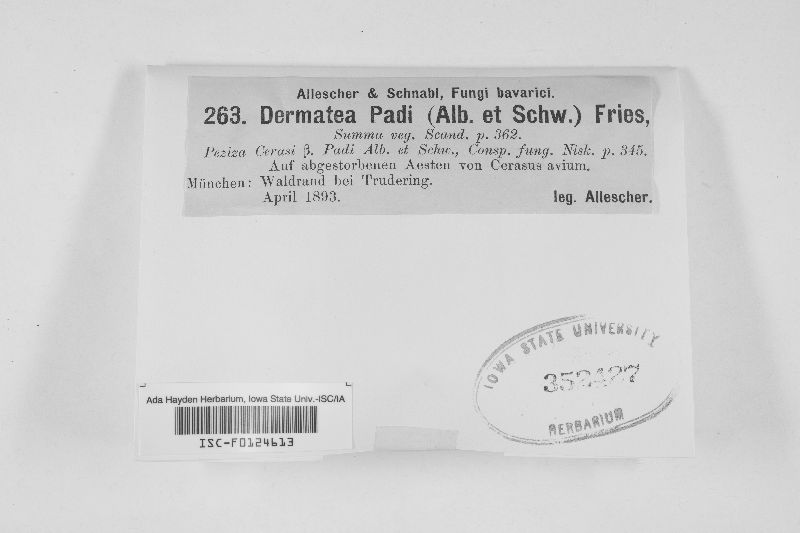 Allescher & Schnabl, Fungi bavarici.
263. Dermatea Padi (Alb. et Schw.) Fries,
Summa veg. Scand. p. 362.
Peziza Cerasi β. Padi Alb. et Schw., Consp. fung. Nisk. p. 345.
Auf abgestorbenen Aesten von Cerasus avium.
München: Waldrand bei Trudering.
April 1893. leg. Allescher.
IOWA STATE UNIVERSITY
HERBARIUM
Ada Hayden Herbarium, Iowa State Univ.-ISC/IA
ISC-F0124613